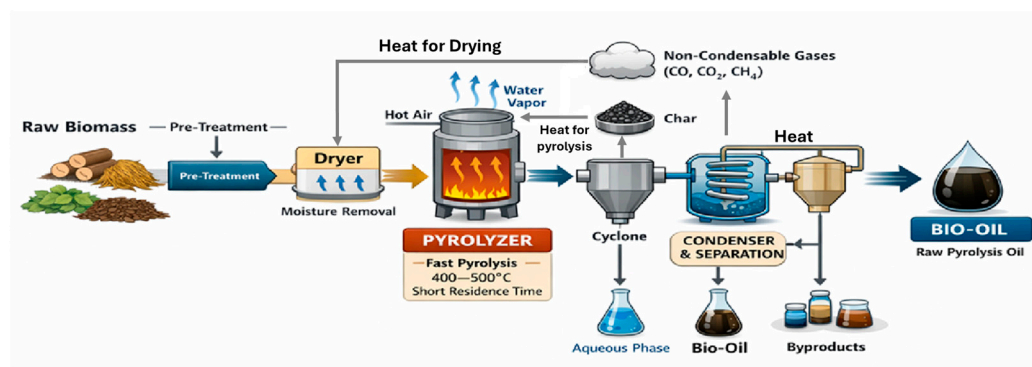 Heat for Drying
Non-Condensable Gases
(CO, CO₂, CH₄)
Water
Vapor
Hot Air
Char
Heat for
pyrolysis
Heat
Raw Biomass
Pre-Treatment
Pre-Treatment
Dryer
Moisture Removal
Cyclone
PYROLYZER
Fast Pyrolysis
400—500°C
Short Residence Time
CONDENSER
& SEPARATION
BIO-OIL
Raw Pyrolysis Oil
Aqueous Phase
Bio-Oil
Byproducts